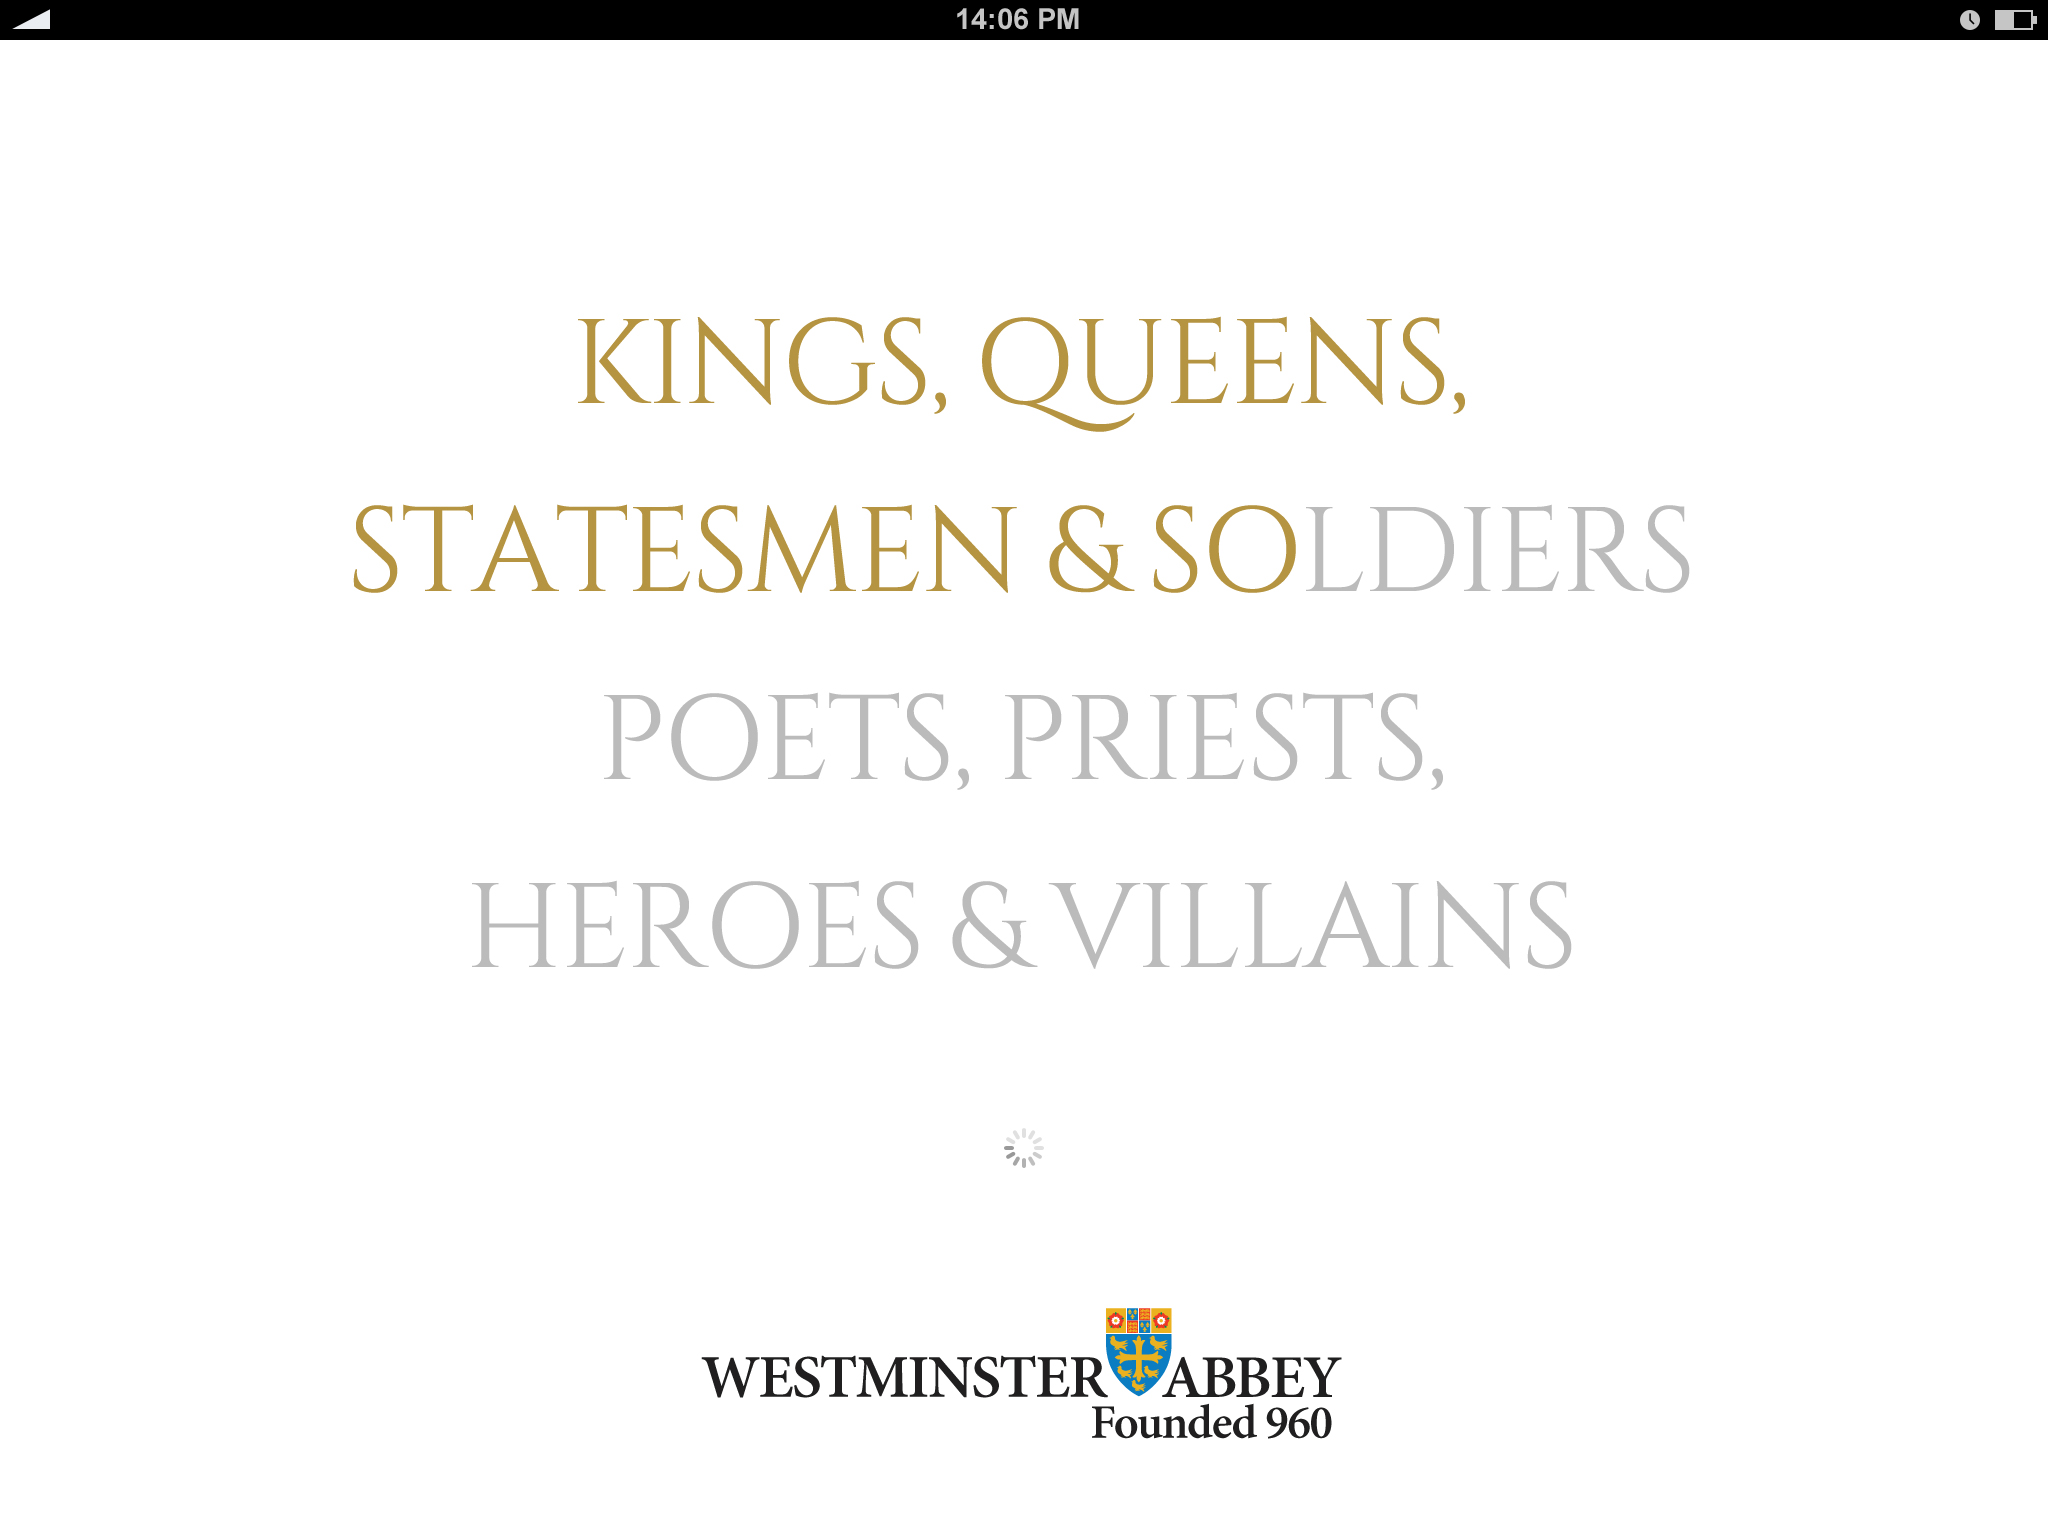 14:06 PM
KINGS, QUEENS,
STATESMEN & SOLDIERS
POETS, PRIESTS,
HEROES & VILLAINS
WESTMINSTER ABBEY
Founded 960